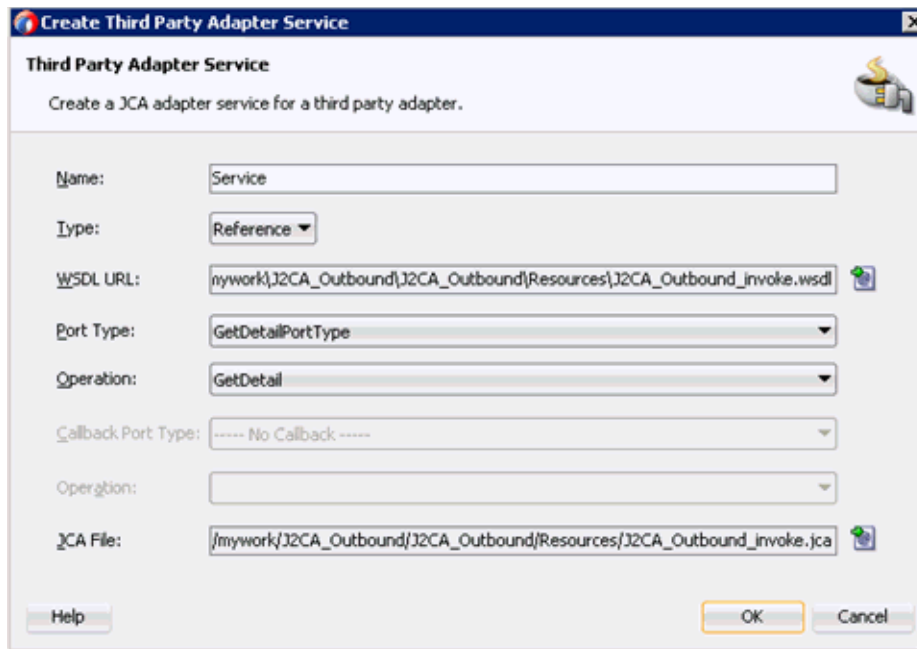 Create Third Party Adapter Service
Third Party Adapter Service
Create a JCA adapter service for a third party adapter.
Name: Service
Type: Reference
WSDL URL: nywork\J2CA_Outbound\J2CA_Outbound\Resources\J2CA_Outbound_invoke.wsdl
Port Type: GetDetailPortType
Operation: GetDetail
Callback Port Type: ----- No Callback -----
Operation:
JCA File: /mywork/J2CA_Outbound/J2CA_Outbound/Resources/J2CA_Outbound_invoke.jca
Help OK Cancel